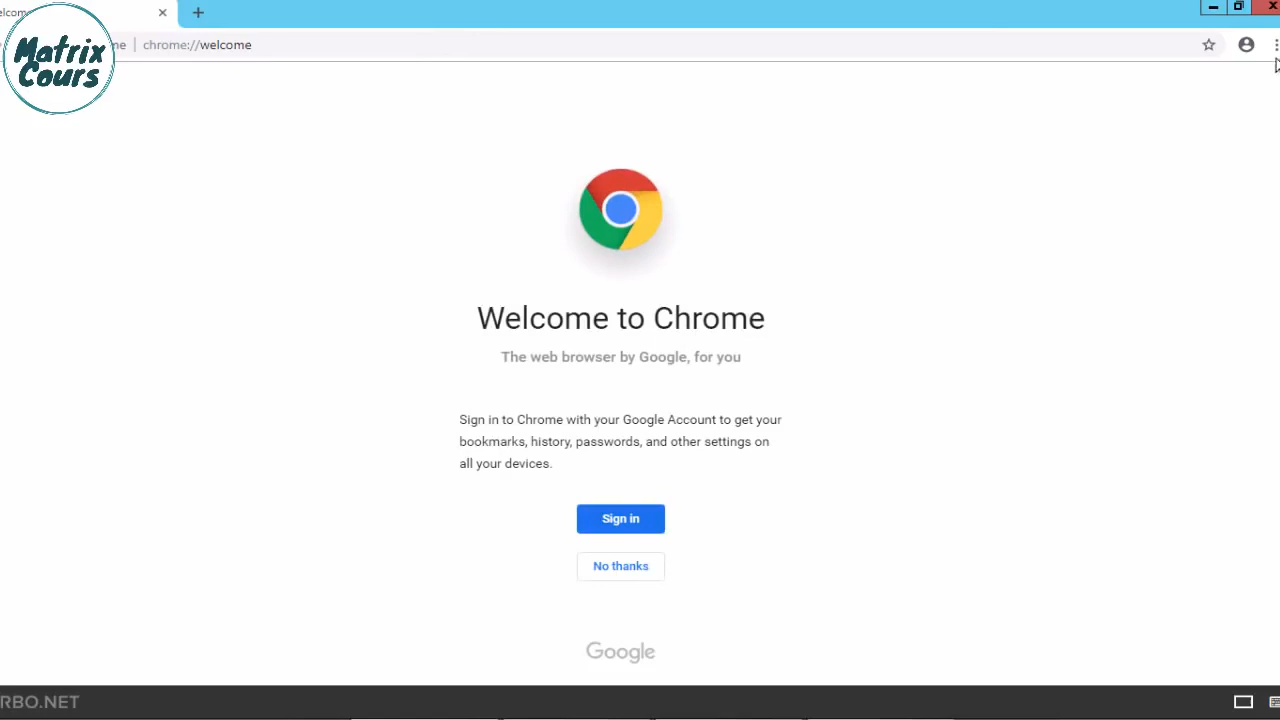 elcome
Matrix
Cours
me
chrome://welcome
Welcome to Chrome
The web browser by Google, for you
Sign in to Chrome with your Google Account to get your
bookmarks, history, passwords, and other settings on
all your devices.
Sign in
No thanks
Google
RBO.NET